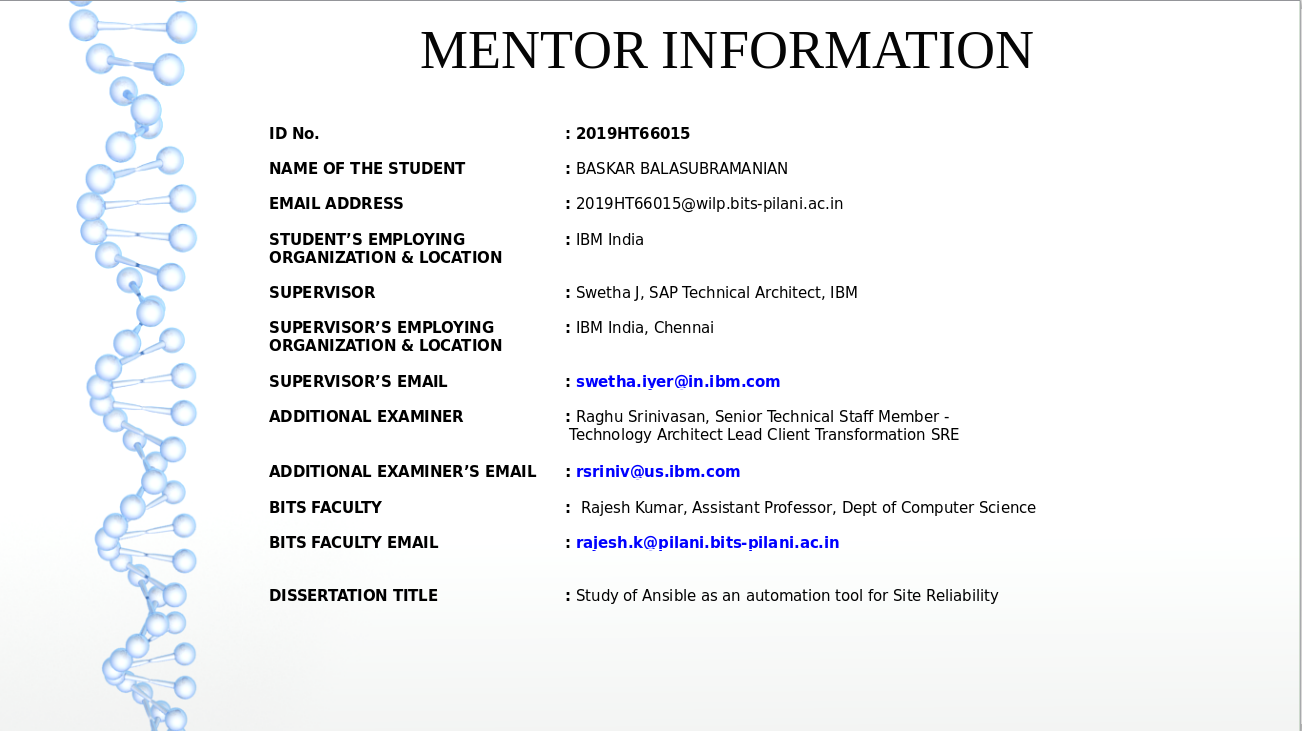 MENTOR INFORMATION
ID No. : 2019HT66015
NAME OF THE STUDENT : BASKAR BALASUBRAMANIAN
EMAIL ADDRESS : 2019HT66015@wilp.bits-pilani.ac.in
STUDENT’S EMPLOYING : IBM India
ORGANIZATION & LOCATION
SUPERVISOR : Swetha J, SAP Technical Architect, IBM
SUPERVISOR’S EMPLOYING : IBM India, Chennai
ORGANIZATION & LOCATION
SUPERVISOR’S EMAIL : swetha.iyer@in.ibm.com
ADDITIONAL EXAMINER : Raghu Srinivasan, Senior Technical Staff Member -
Technology Architect Lead Client Transformation SRE
ADDITIONAL EXAMINER’S EMAIL : rsriniv@us.ibm.com
BITS FACULTY : Rajesh Kumar, Assistant Professor, Dept of Computer Science
BITS FACULTY EMAIL : rajesh.k@pilani.bits-pilani.ac.in
DISSERTATION TITLE : Study of Ansible as an automation tool for Site Reliability